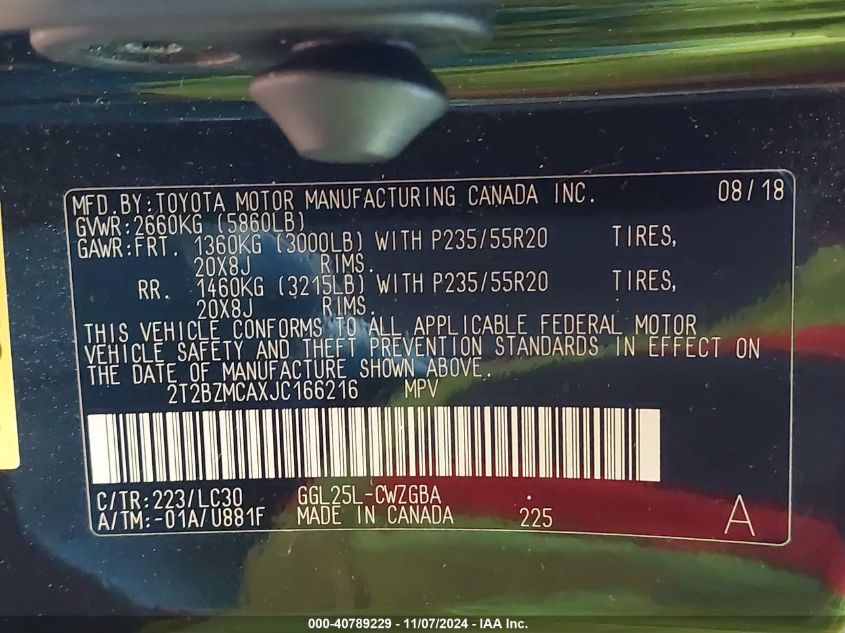 MFD.BY:TOYOTA MOTOR MANUFACTURING CANADA INC. 08/18
GVWR:2660KG (5860LB)
GAWR:FRT. 1360KG (3000LB) WITH P235/55R20 TIRES,
20X8J RIMS.
RR. 1460KG (3215LB) WITH P235/55R20 TIRES,
20X8J RIMS.
THIS VEHICLE CONFORMS TO ALL APPLICABLE FEDERAL MOTOR
VEHICLE SAFETY AND THEFT PREVENTION STANDARDS IN EFFECT ON
THE DATE OF MANUFACTURE SHOWN ABOVE.
2T2BZMCAXJC166216 MPV
C/TR:223/LC30 GGL25L-CWZGBA
A/TM:-01A/U881F MADE IN CANADA 225 A
000-40789229 - 11/07/2024 - IAA Inc.